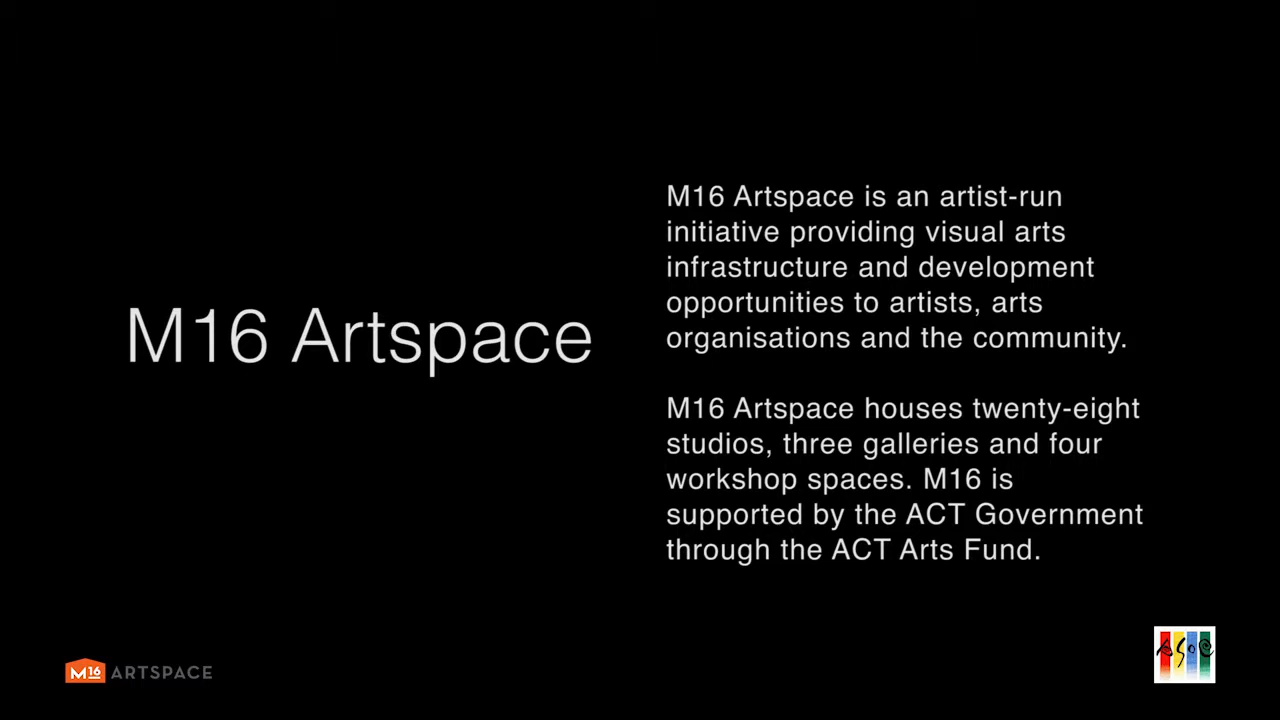 M16 Artspace
M16 Artspace is an artist-run
initiative providing visual arts
infrastructure and development
opportunities to artists, arts
organisations and the community.
M16 Artspace houses twenty-eight
studios, three galleries and four
workshop spaces. M16 is
supported by the ACT Government
through the ACT Arts Fund.
M16 ARTSPACE
ASOC